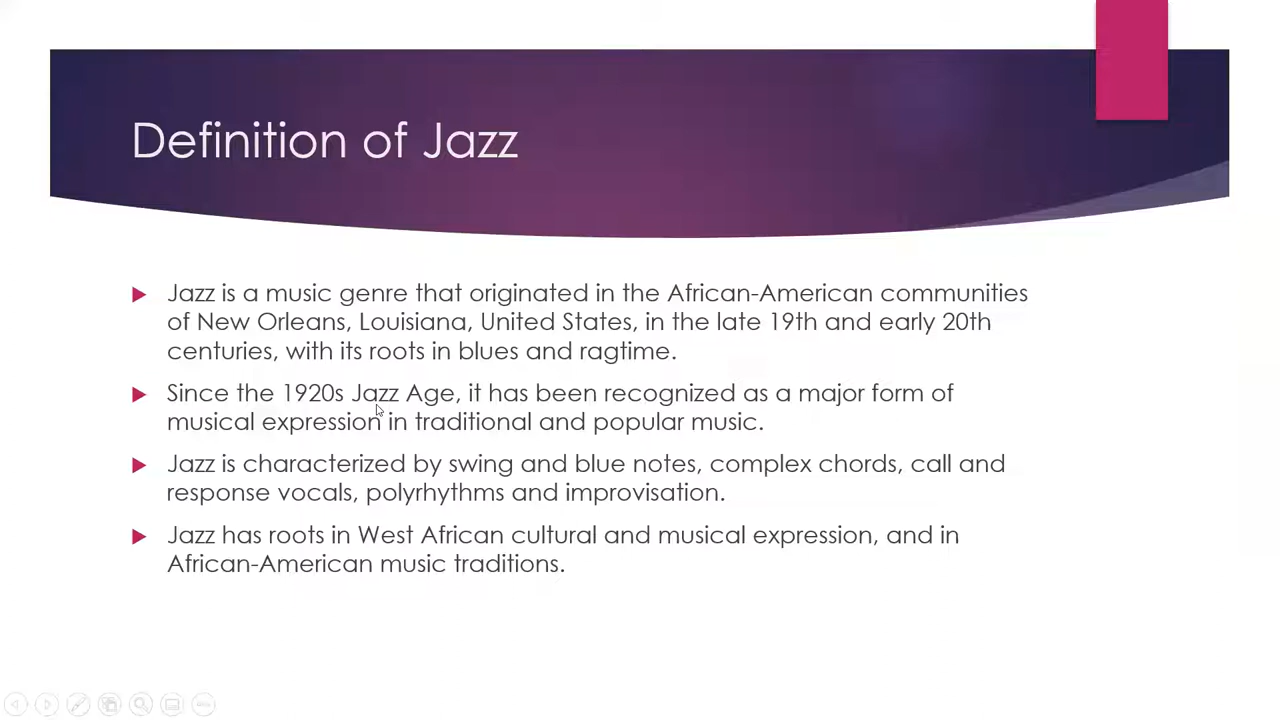 Definition of Jazz
Jazz is a music genre that originated in the African-American communities
of New Orleans, Louisiana, United States, in the late 19th and early 20th
centuries, with its roots in blues and ragtime.
Since the 1920s Jazz Age, it has been recognized as a major form of
musical expression in traditional and popular music.
Jazz is characterized by swing and blue notes, complex chords, call and
response vocals, polyrhythms and improvisation.
Jazz has roots in West African cultural and musical expression, and in
African-American music traditions.